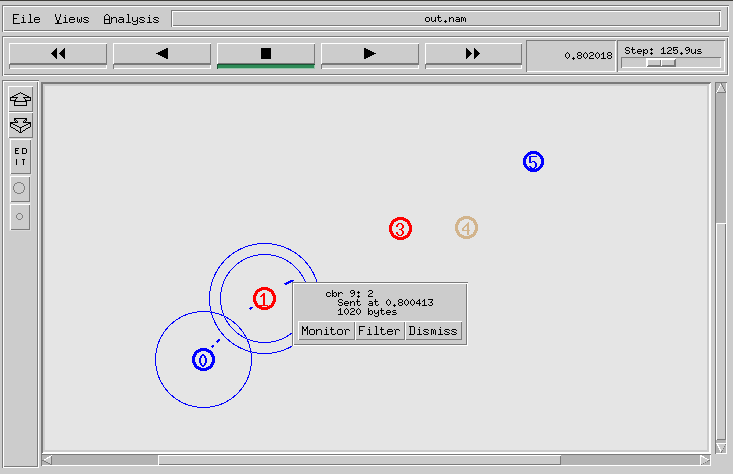 File Views Analysis out.nam
0.802018 Step: 125.9us
ED
IT
5
3 4
1
cbr 9: 2
Sent at 0.800413
1020 bytes
Monitor Filter Dismiss
0